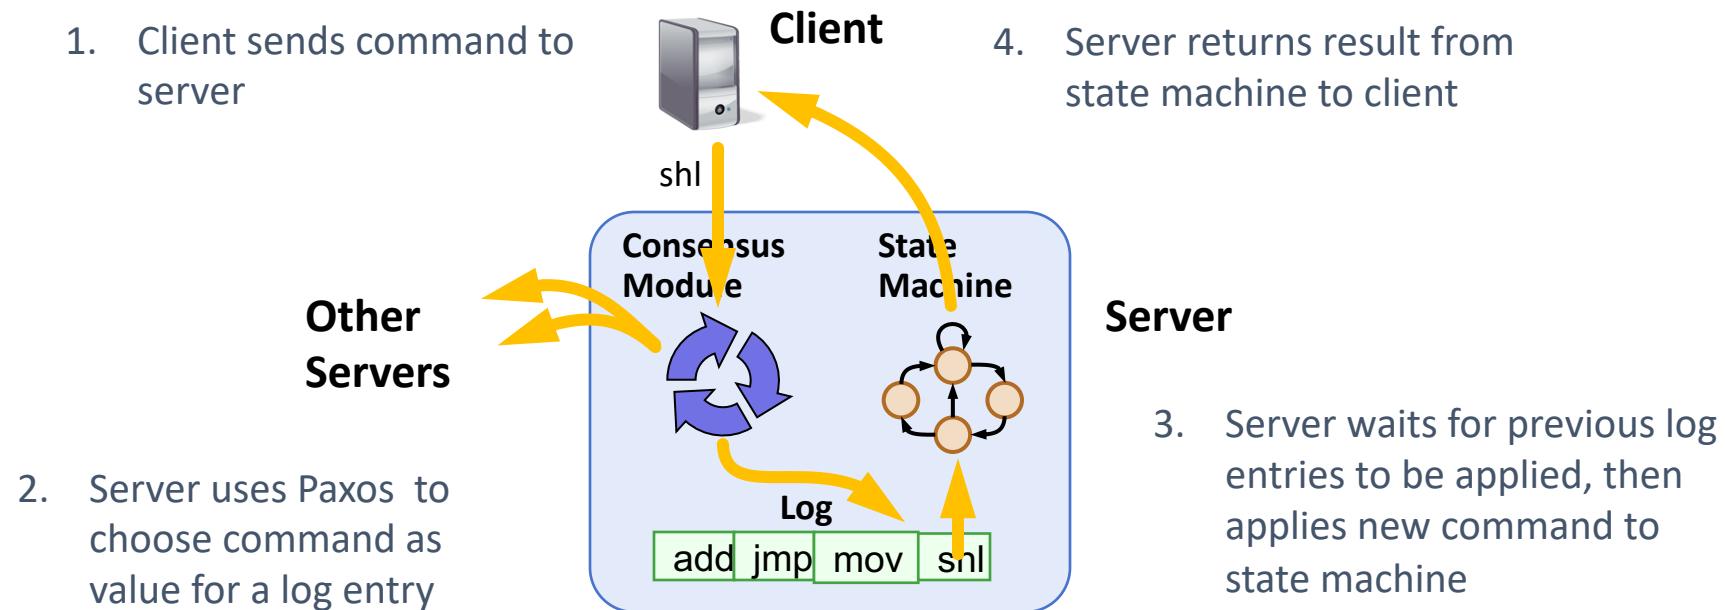 1. Client sends command to
server
Client
4. Server returns result from
state machine to client
shl
Consensus
Module
State
Machine
Other
Servers
Server
2. Server uses Paxos to
choose command as
value for a log entry
Log
add jmp mov shl
3. Server waits for previous log
entries to be applied, then
applies new command to
state machine